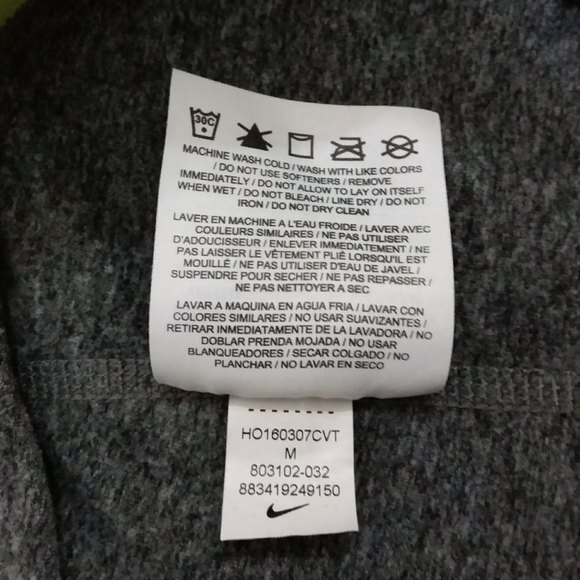 30C
MACHINE WASH COLD / WASH WITH LIKE COLORS
/ DO NOT USE SOFTENERS / REMOVE
IMMEDIATELY / DO NOT ALLOW TO LAY ON ITSELF
WHEN WET / DO NOT BLEACH / LINE DRY / DO NOT
IRON / DO NOT DRY CLEAN
LAVER EN MACHINE A L'EAU FROIDE / LAVER AVEC
COULEURS SIMILAIRES / NE PAS UTILISER
D'ADOUCISSEUR / ENLEVER IMMEDIATEMENT / NE
PAS LAISSER LE VÊTEMENT PLIÉ LORSQU'IL EST
MOUILLÉ / NE PAS UTILISER D'EAU DE JAVEL /
SUSPENDRE POUR SECHER / NE PAS REPASSER /
NE PAS NETTOYER A SEC
LAVAR A MAQUINA EN AGUA FRIA / LAVAR CON
COLORES SIMILARES / NO USAR SUAVIZANTES /
RETIRAR INMEDIATAMENTE DE LA LAVADORA / NO
DOBLAR PRENDA MOJADA / NO USAR
BLANQUEADORES / SECAR COLGADO / NO
PLANCHAR / NO LAVAR EN SECO
HO160307CVT
M
803102-032
883419249150